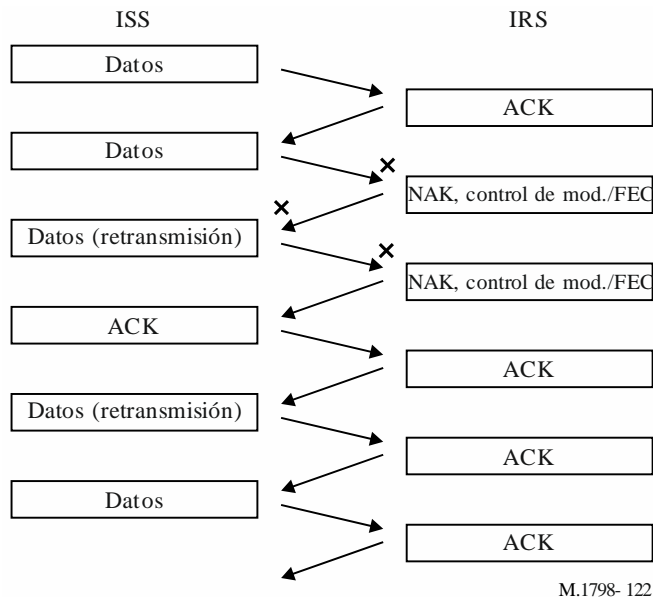 ISS
IRS
Datos
ACK
Datos
NAK, control de mod./FEC
Datos (retransmisión)
NAK, control de mod./FEC
ACK
ACK
Datos (retransmisión)
ACK
Datos
ACK
M.1798- 122